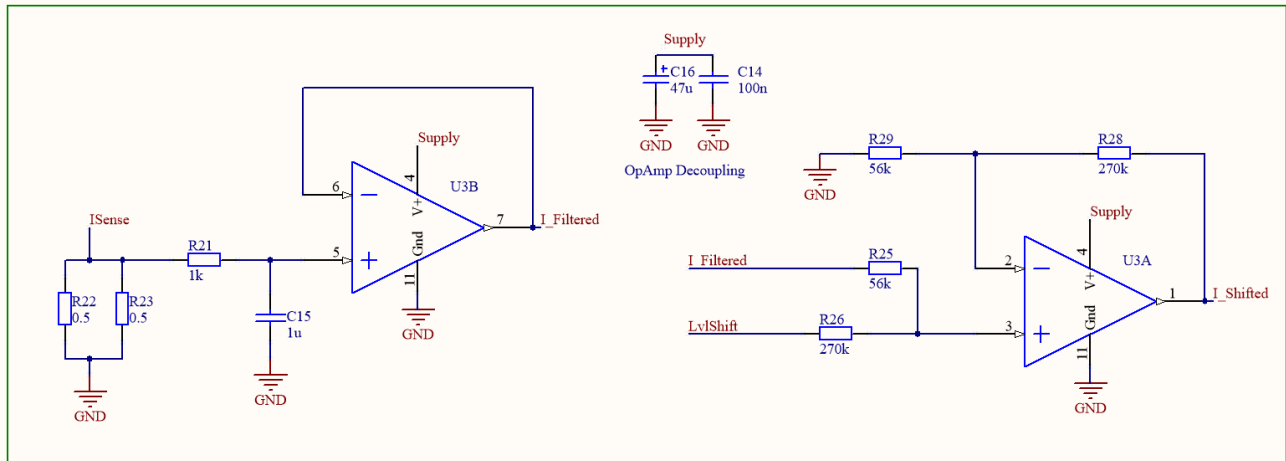 ISense
R22
0.5
R23
0.5
GND
R21
1k
C15
1u
GND
Supply
6
5
4
V+
11
Gnd
U3B
7
I_Filtered
GND
Supply
C16
47u
C14
100n
GND
GND
OpAmp Decoupling
R29
56k
GND
R28
270k
I_Filtered
R25
56k
LvlShift
R26
270k
Supply
2
3
4
V+
11
Gnd
U3A
1
I_Shifted
GND